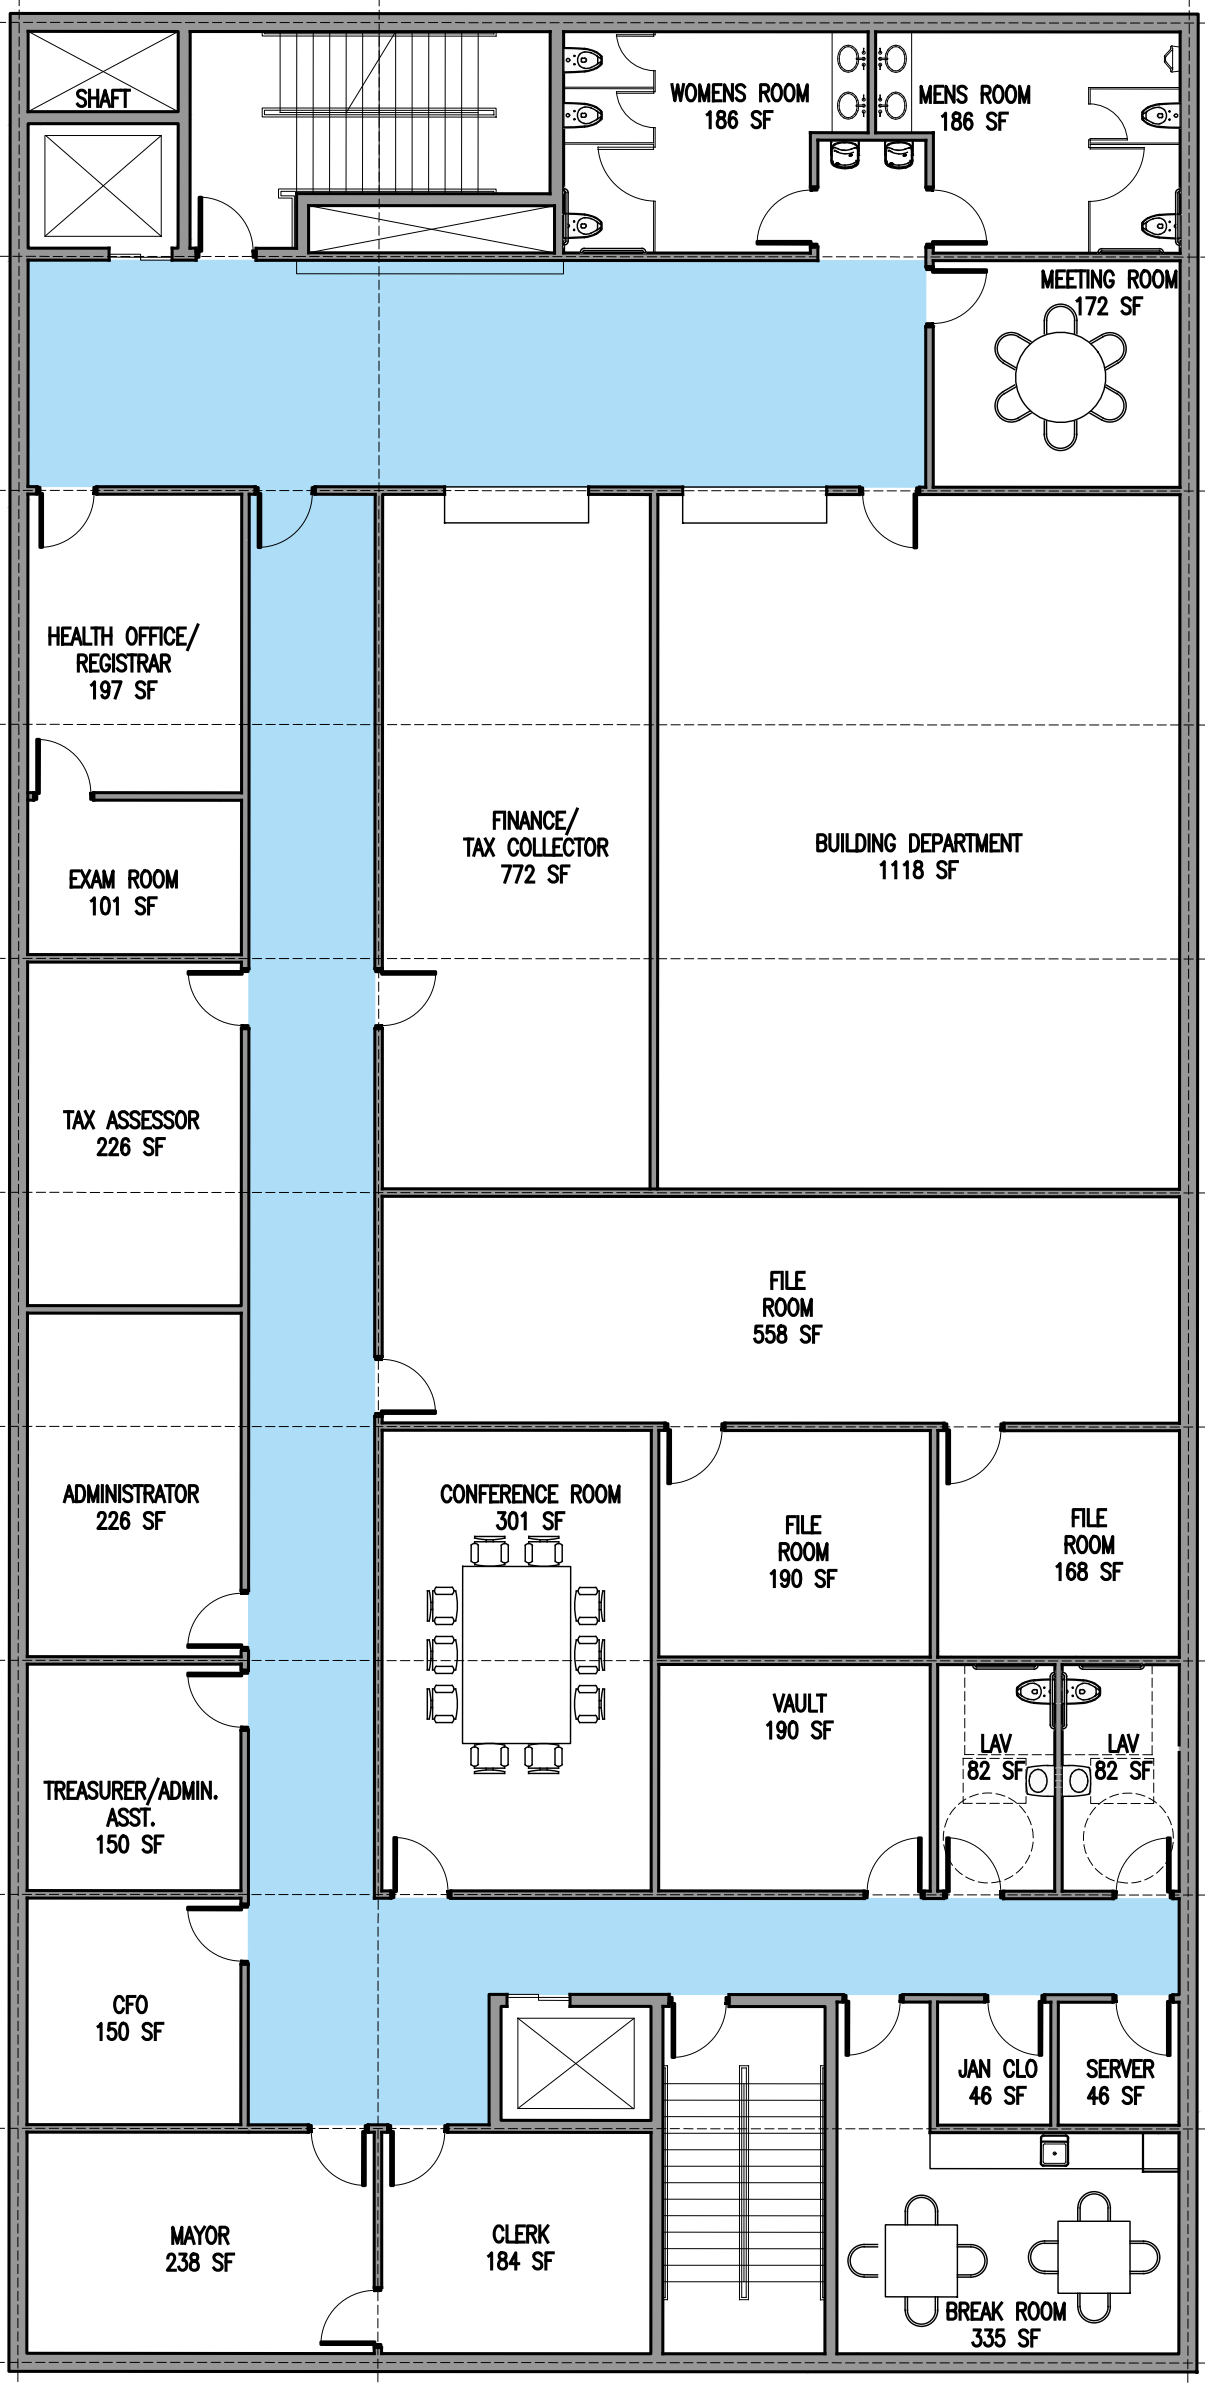 SHAFT
WOMENS ROOM
186 SF
MENS ROOM
186 SF
MEETING ROOM
172 SF
HEALTH OFFICE/
REGISTRAR
197 SF
EXAM ROOM
101 SF
FINANCE/
TAX COLLECTOR
772 SF
BUILDING DEPARTMENT
1118 SF
TAX ASSESSOR
226 SF
FILE
ROOM
558 SF
ADMINISTRATOR
226 SF
CONFERENCE ROOM
301 SF
FILE
ROOM
190 SF
FILE
ROOM
168 SF
TREASURER/ADMIN.
ASST.
150 SF
VAULT
190 SF
LAV
82 SF
LAV
82 SF
CFO
150 SF
JAN CLO
46 SF
SERVER
46 SF
MAYOR
238 SF
CLERK
184 SF
BREAK ROOM
335 SF